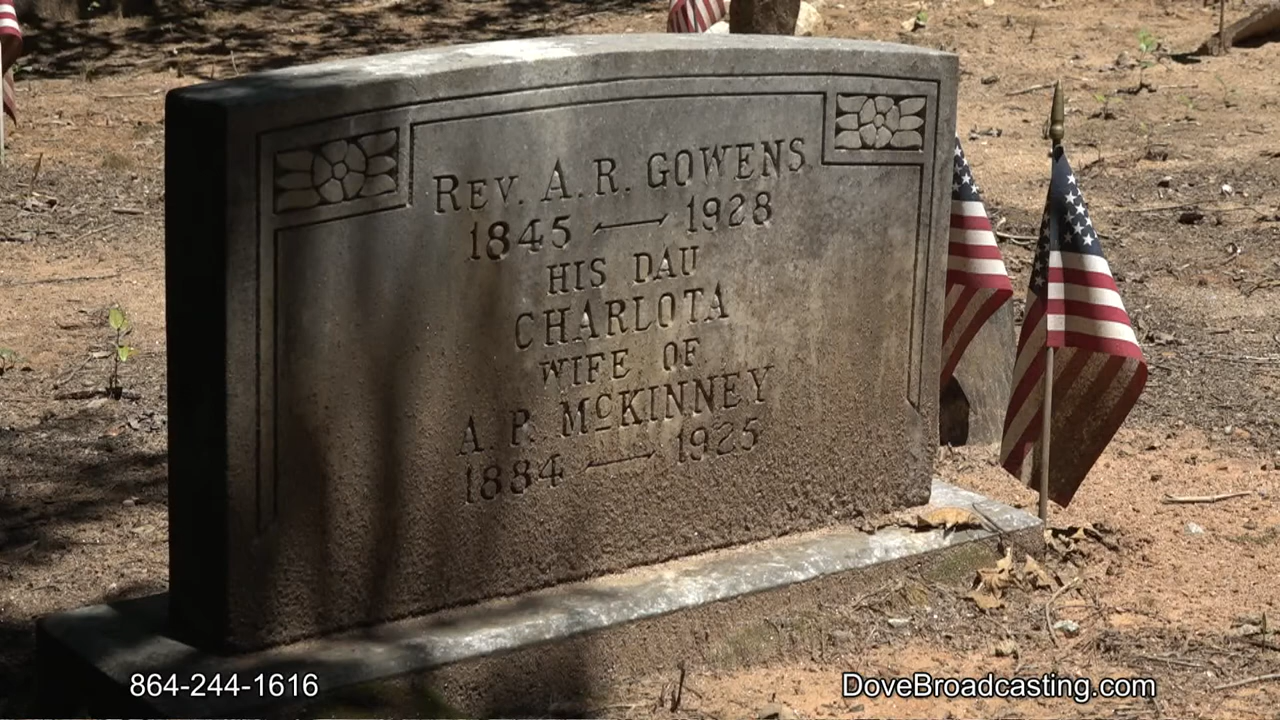 REV. A. R. GOWENS
1845 — 1928
HIS DAU
CHARLOTA
WIFE OF
A P. McKINNEY
1884 — 1925
864-244-1616
DoveBroadcasting.com